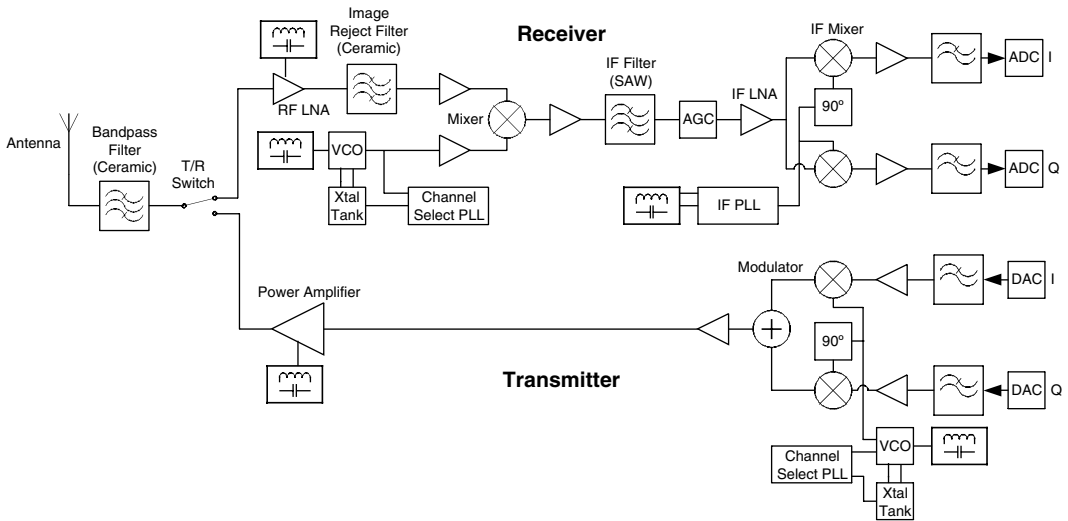 Image
Reject Filter
(Ceramic)
Receiver
IF Mixer
IF Filter
(SAW)
ADC I
RF LNA
IF LNA
90º
Antenna
Bandpass
Filter
(Ceramic)
T/R
Switch
Mixer
AGC
VCO
ADC Q
Xtal
Tank
Channel
Select PLL
IF PLL
Modulator
DAC I
Power Amplifier
90º
Transmitter
DAC Q
VCO
Channel
Select PLL
Xtal
Tank